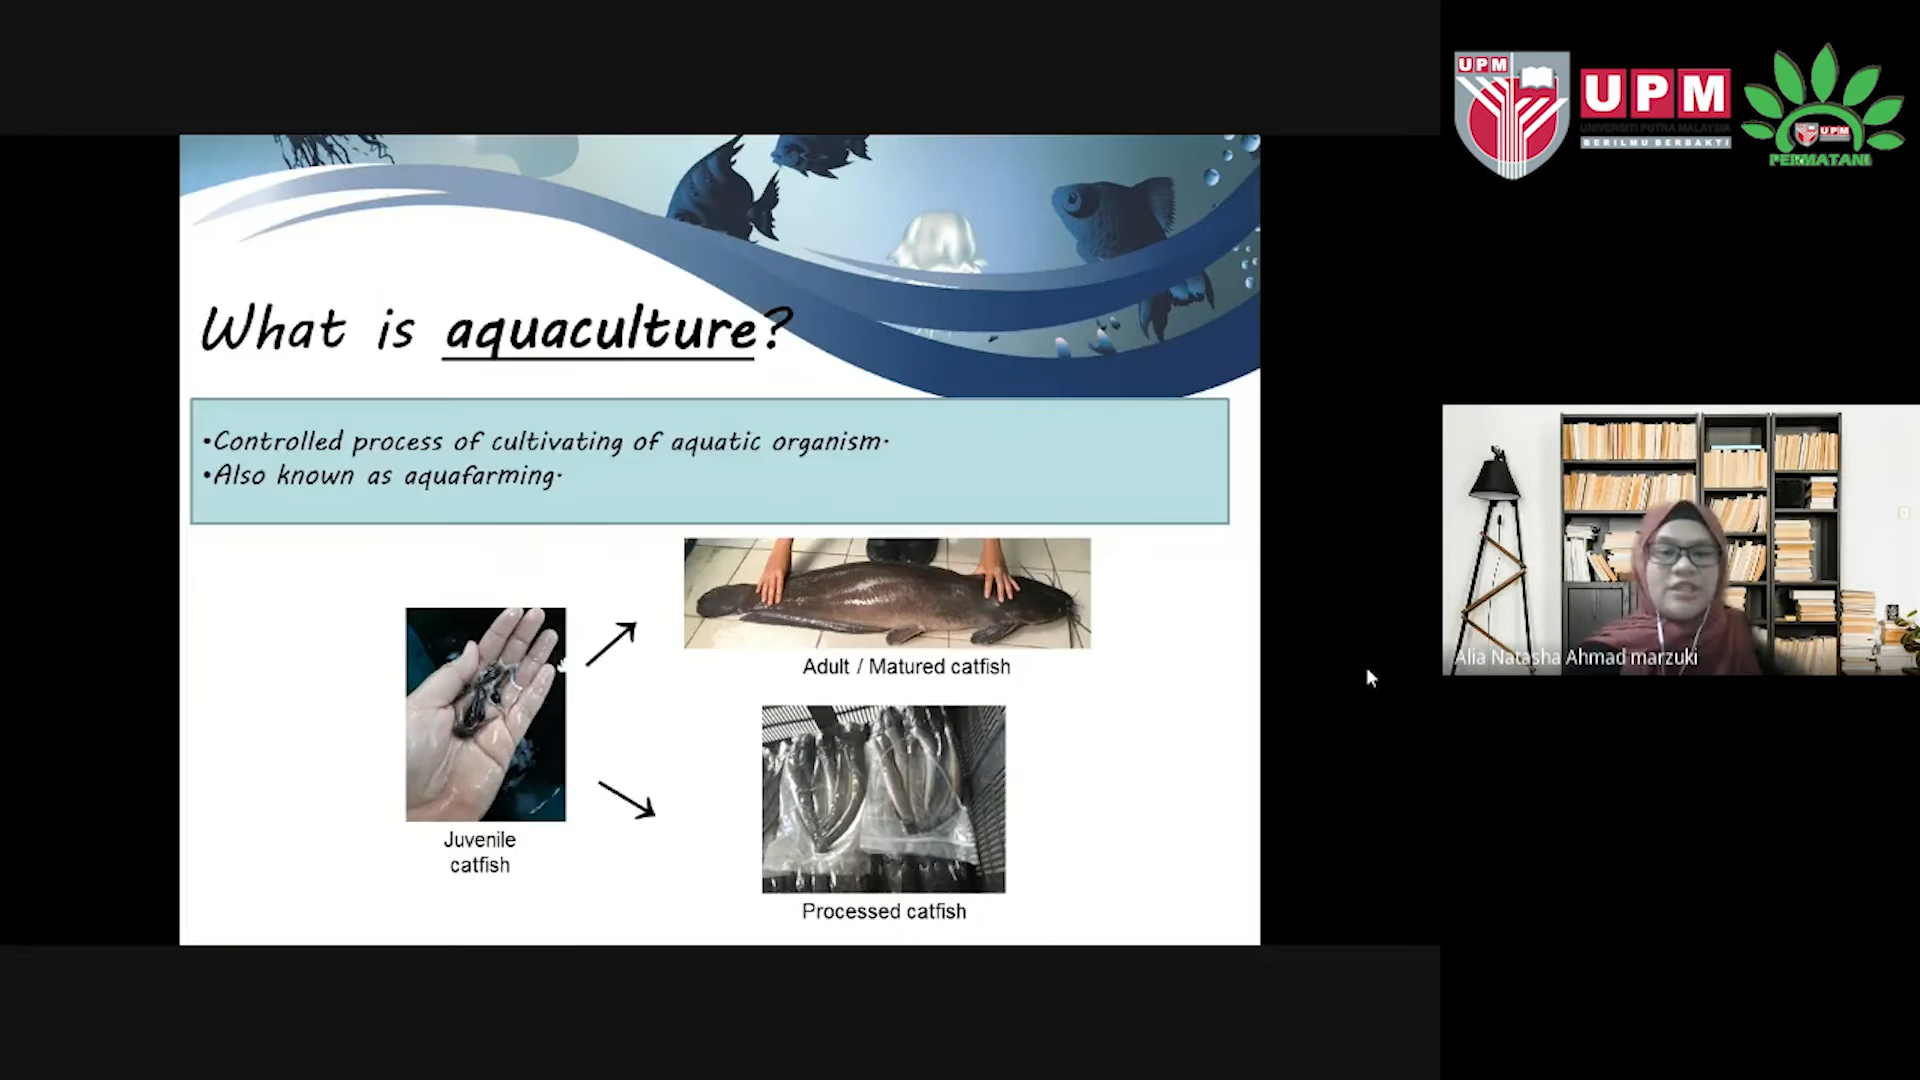 UPM
UPM
UNIVERSITI PUTRA MALAYSIA
BERILMU BERBAKTI
UPM
PERMATANI
What is aquaculture?
•Controlled process of cultivating of aquatic organism.
•Also known as aquafarming.
Adult / Matured catfish
Juvenile
catfish
Processed catfish
Alia Natasha Ahmad marzuki